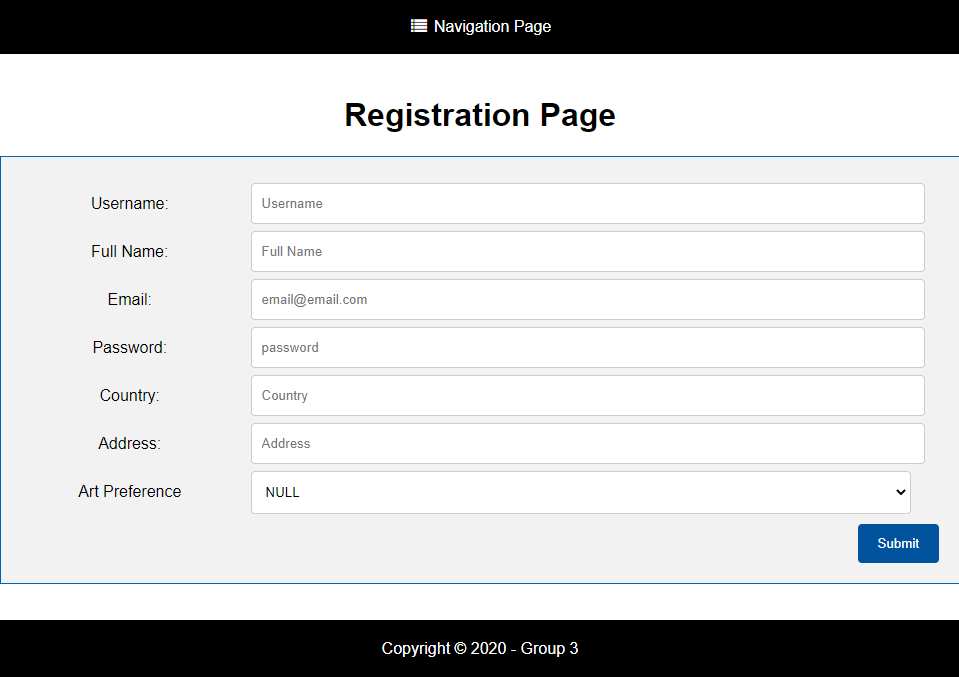 Navigation Page
Registration Page
Username: Username
Full Name: Full Name
Email: email@email.com
Password: password
Country: Country
Address: Address
Art Preference NULL
Submit
Copyright © 2020 - Group 3